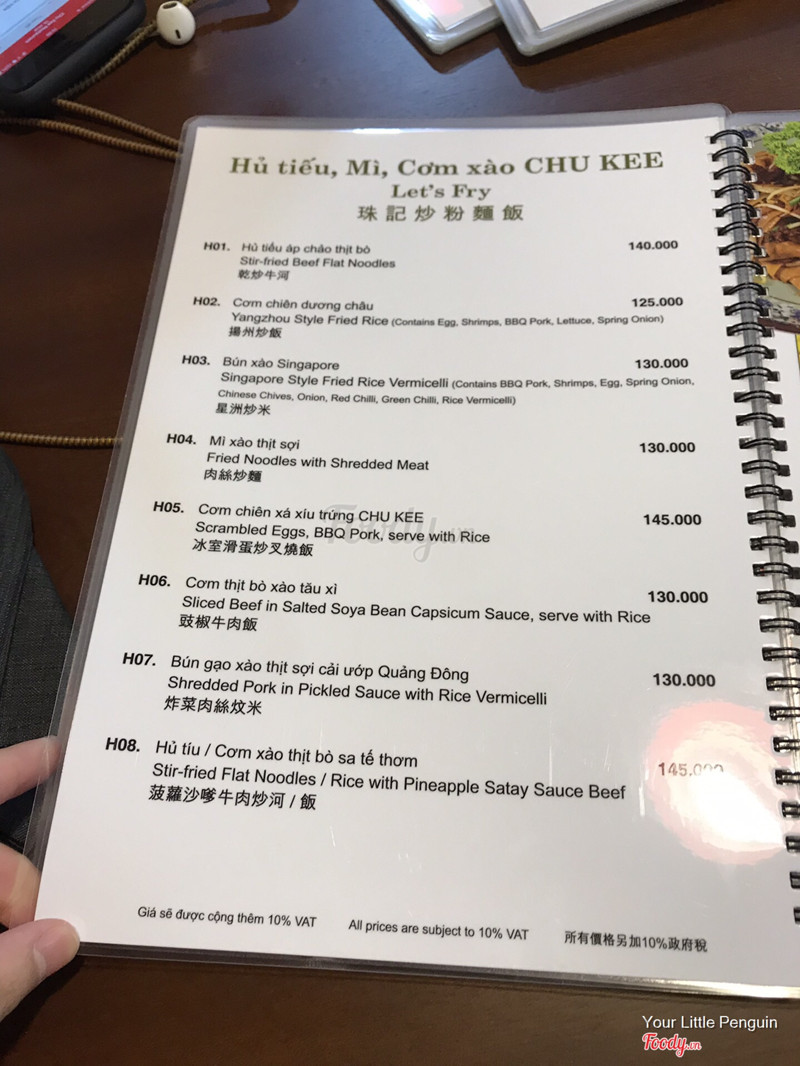 Hủ tiếu, Mì, Cơm xào CHU KEE
Let's Fry
珠記炒粉麵飯
H01. Hủ tiếu áp chảo thịt bò 140.000
Stir-fried Beef Flat Noodles
乾炒牛河
H02. Cơm chiên dương châu 125.000
Yangzhou Style Fried Rice (Contains Egg, Shrimps, BBQ Pork, Lettuce, Spring Onion)
揚州炒飯
H03. Bún xào Singapore 130.000
Singapore Style Fried Rice Vermicelli (Contains BBQ Pork, Shrimps, Egg, Spring Onion,
Chinese Chives, Onion, Red Chilli, Green Chilli, Rice Vermicelli)
星洲炒米
H04. Mì xào thịt sợi 130.000
Fried Noodles with Shredded Meat
肉絲炒麵
H05. Cơm chiên xá xíu trứng CHU KEE 145.000
Scrambled Eggs, BBQ Pork, serve with Rice
冰室滑蛋炒叉燒飯
H06. Cơm thịt bò xào tău xì 130.000
Sliced Beef in Salted Soya Bean Capsicum Sauce, serve with Rice
豉椒牛肉飯
H07. Bún gạo xào thịt sợi cải ướp Quảng Đông 130.000
Shredded Pork in Pickled Sauce with Rice Vermicelli
炸菜肉絲炆米
H08. Hủ tíu / Cơm xào thịt bò sa tế thơm 145.000
Stir-fried Flat Noodles / Rice with Pineapple Satay Sauce Beef
菠蘿沙嗲牛肉炒河 / 飯
Giá sẽ được cộng thêm 10% VAT All prices are subject to 10% VAT 所有價格另加10%政府稅
Foody.vn
Your Little Penguin
Foody.vn